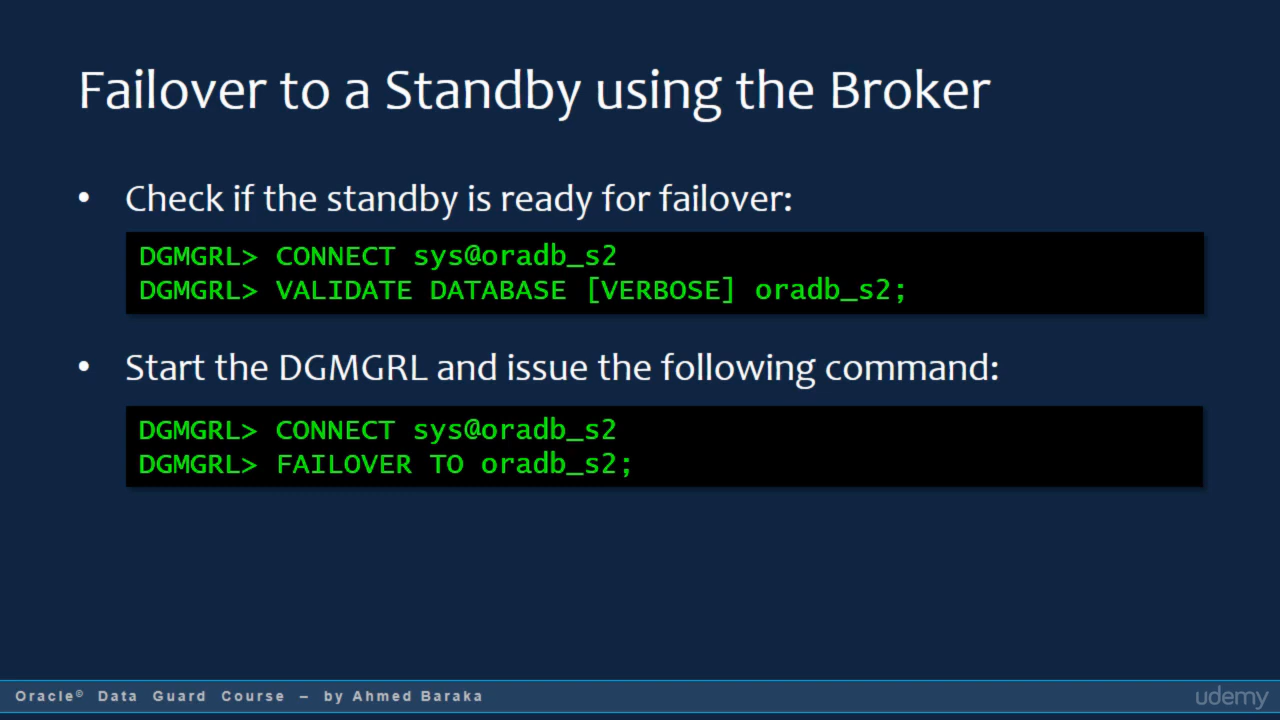 Failover to a Standby using the Broker
• Check if the standby is ready for failover:
DGMGRL> CONNECT sys@oradb_s2
DGMGRL> VALIDATE DATABASE [VERBOSE] oradb_s2;
• Start the DGMGRL and issue the following command:
DGMGRL> CONNECT sys@oradb_s2
DGMGRL> FAILOVER TO oradb_s2;
Oracle© Data Guard Course – by Ahmed Baraka
udemy